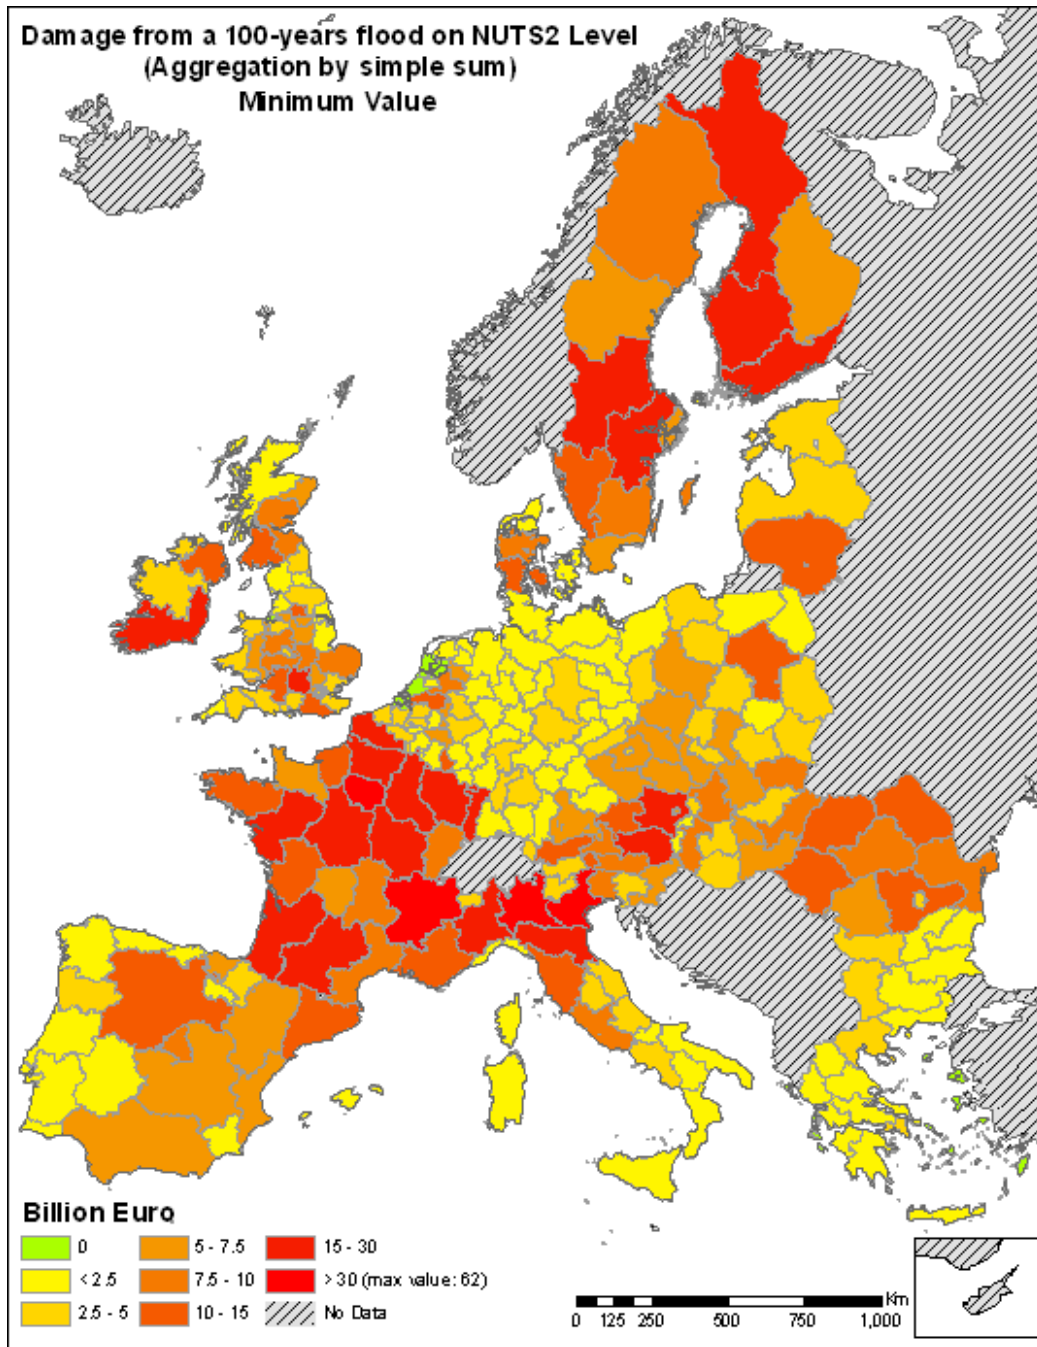 Damage from a 100-years flood on NUTS2 Level
(Aggregation by simple sum)
Minimum Value
Billion Euro
0
< 2.5
2.5 - 5
5 - 7.5
7.5 - 10
10 - 15
15 - 30
> 30 (max value: 62)
No Data
Km
0 125 250 500 750 1,000